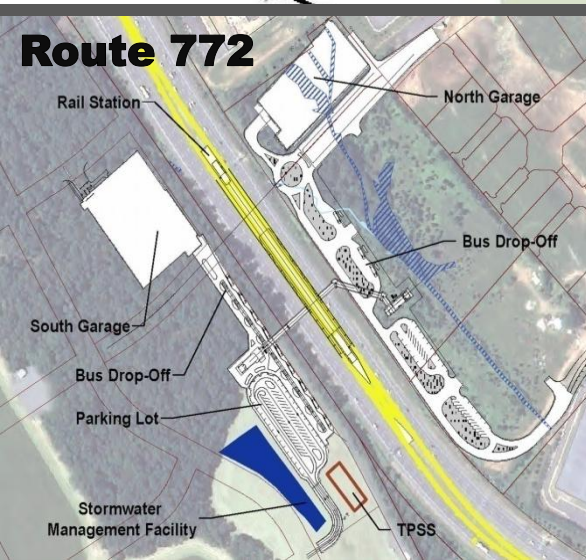 Route 772
Rail Station
North Garage
Bus Drop-Off
South Garage
Bus Drop-Off
Parking Lot
Stormwater
Management Facility
TPSS